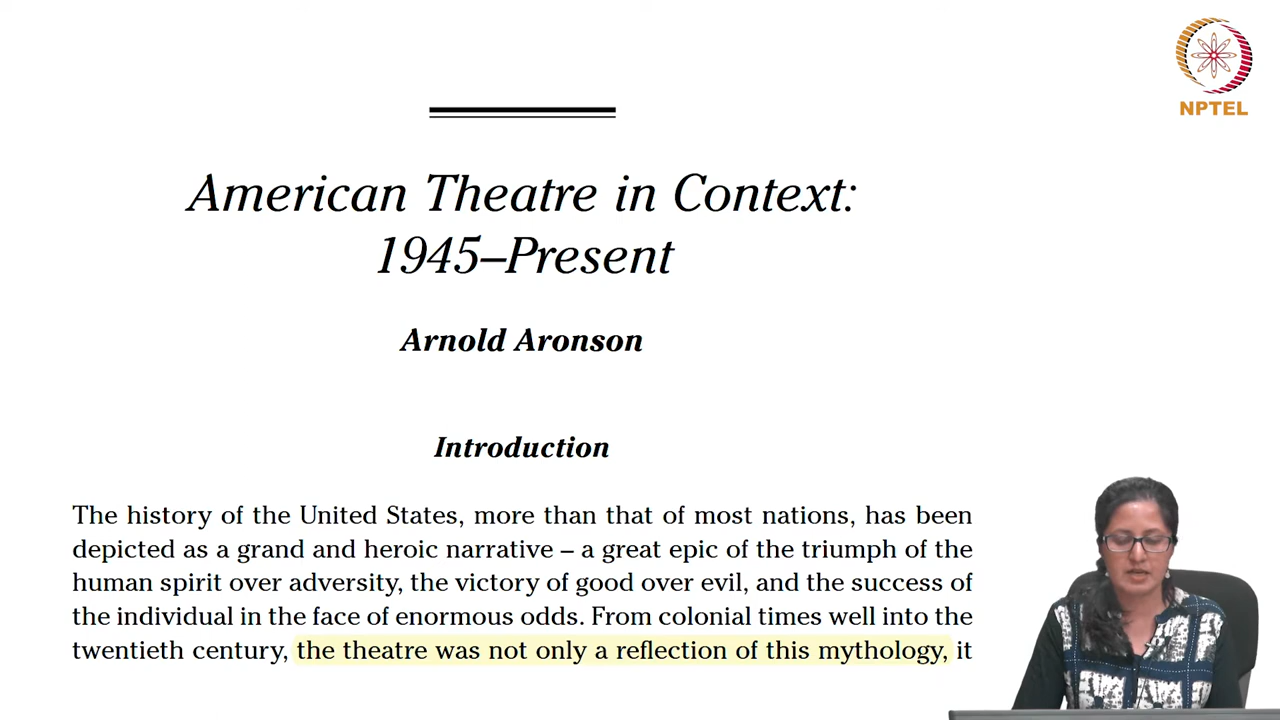 NPTEL
American Theatre in Context:
1945–Present
Arnold Aronson
Introduction
The history of the United States, more than that of most nations, has been
depicted as a grand and heroic narrative – a great epic of the triumph of the
human spirit over adversity, the victory of good over evil, and the success of
the individual in the face of enormous odds. From colonial times well into the
twentieth century, the theatre was not only a reflection of this mythology, it